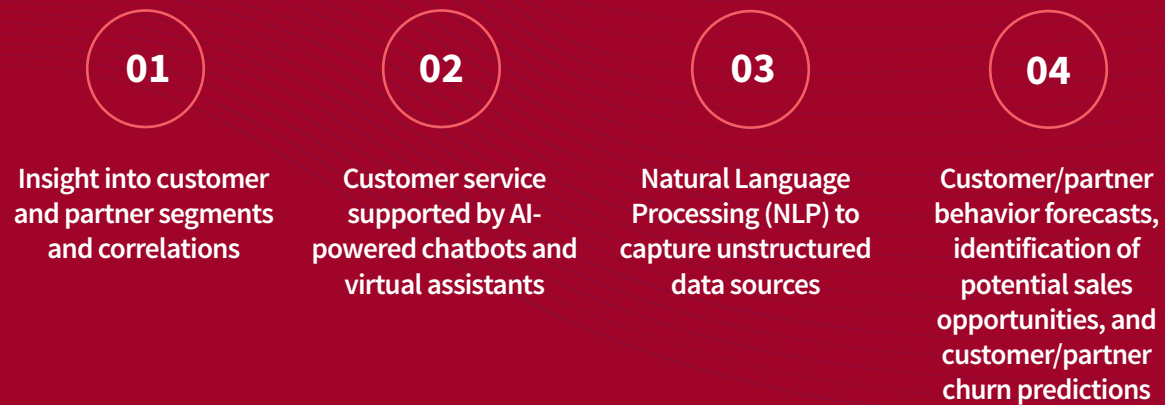 01
Insight into customer
and partner segments
and correlations
02
Customer service
supported by AI-
powered chatbots and
virtual assistants
03
Natural Language
Processing (NLP) to
capture unstructured
data sources
04
Customer/partner
behavior forecasts,
identification of
potential sales
opportunities, and
customer/partner
churn predictions